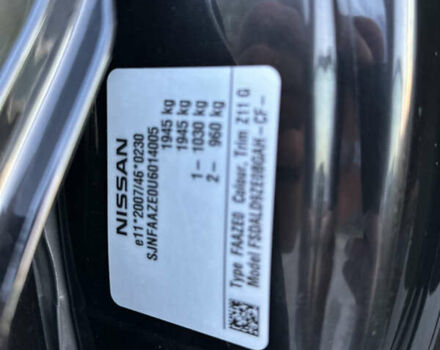 NISSAN
e11*2007/46*0230
SJNFAAZE0U6014005
1945 kg
1945 kg
1- 1030 kg
2- 960 kg
Type FAAZE0 Colour, Trim Z11 G
Model FSDALD9ZE0BGAH -CF-